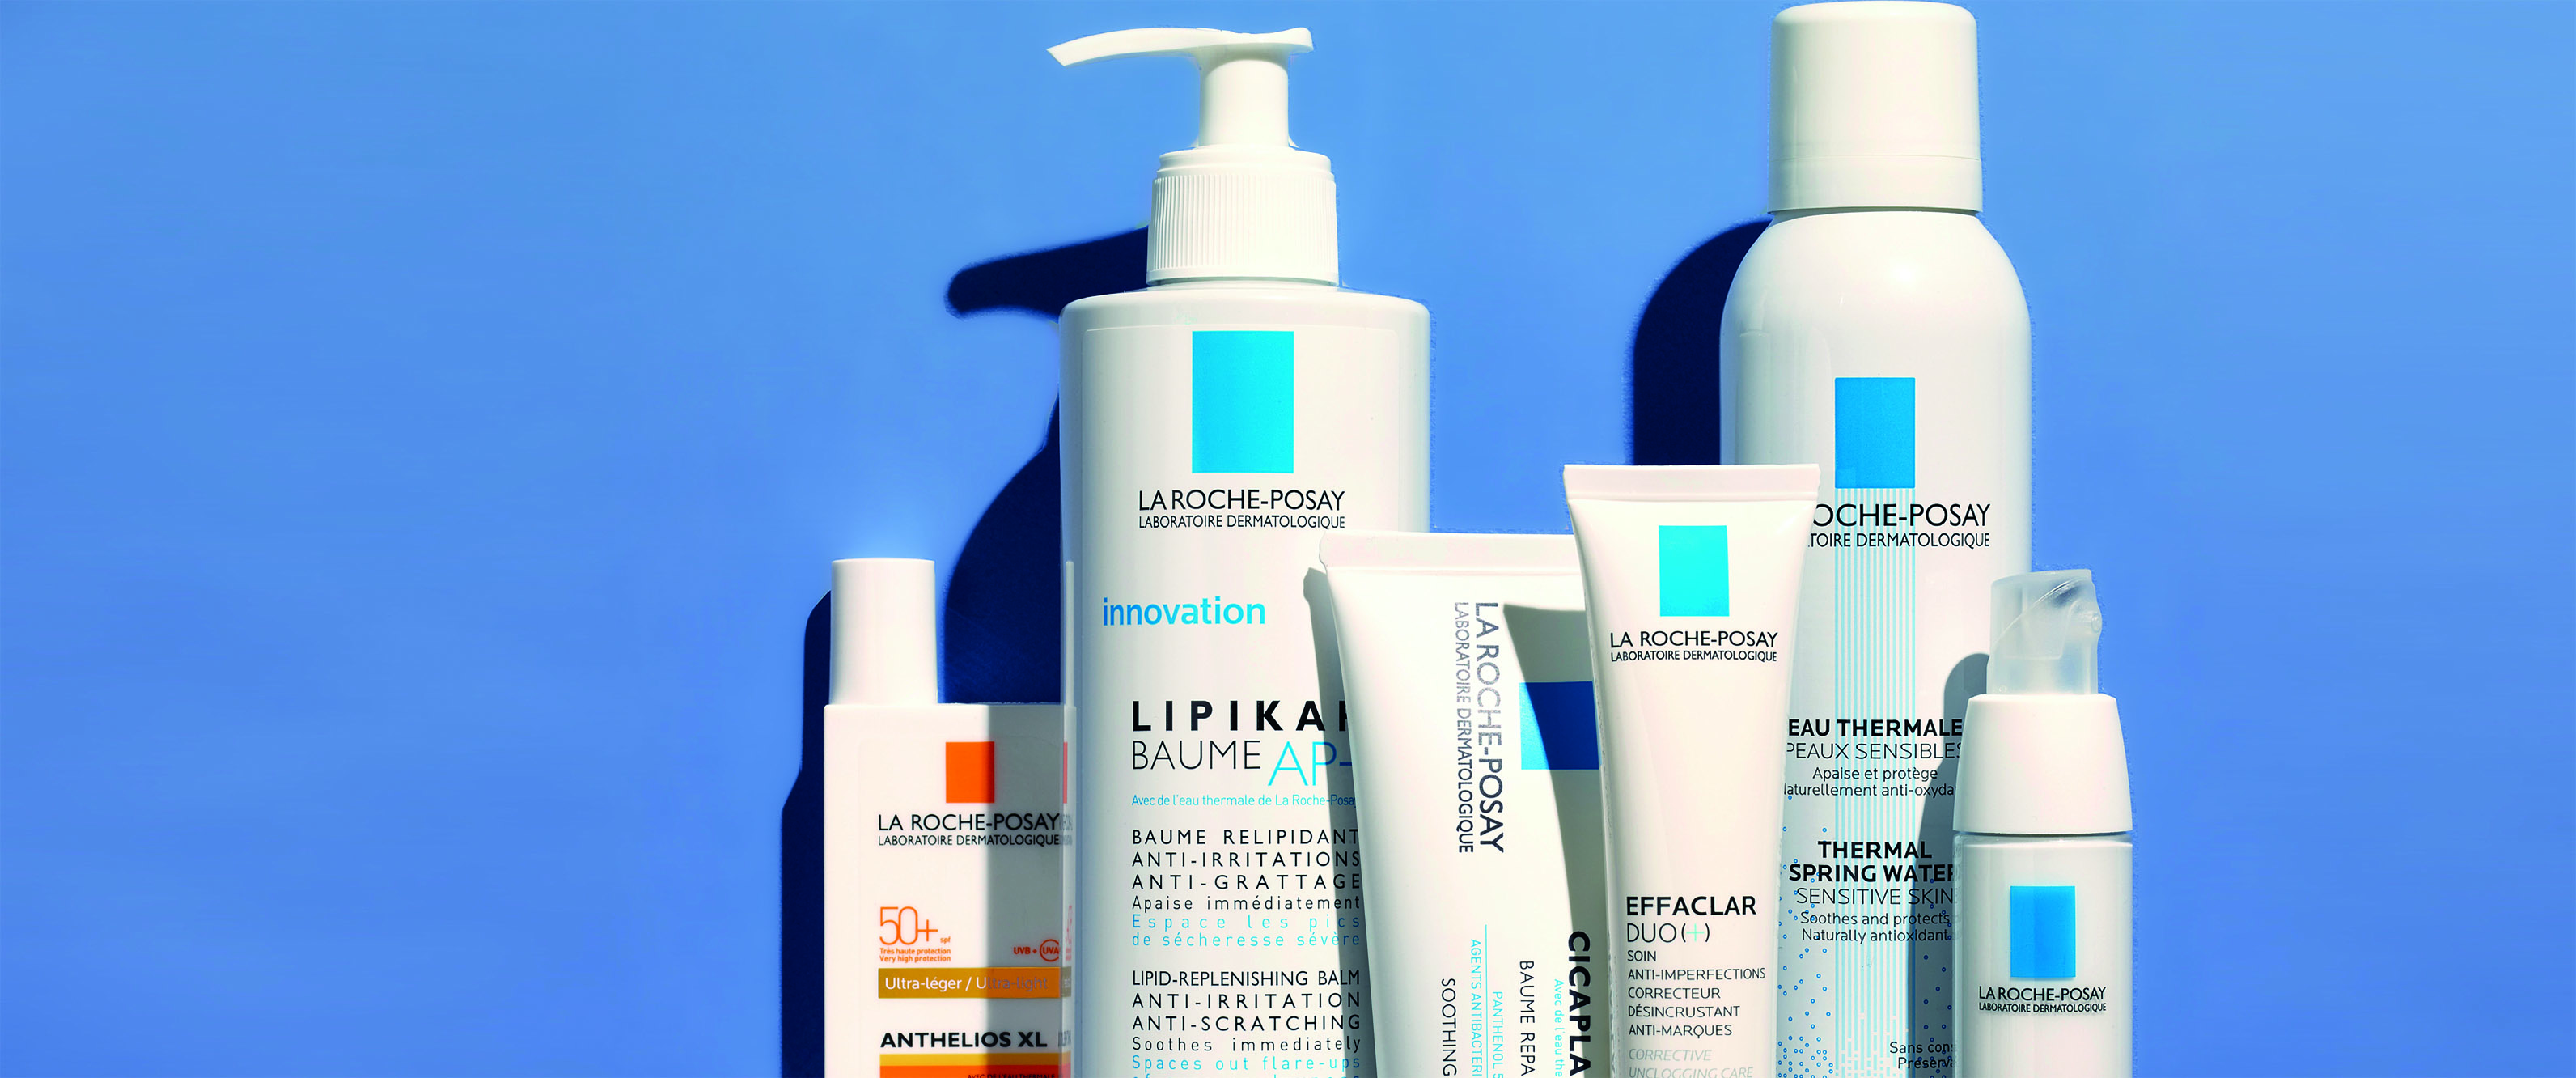 LA ROCHE-POSAY
LABORATOIRE DERMATOLOGIQUE
50+ spf
Très haute protection
Very high protection
UVB + UVA
Ultra-léger / Ultra-light
ANTHELIOS XL
LA ROCHE-POSAY
LABORATOIRE DERMATOLOGIQUE
innovation
LIPIKA
BAUME AP
Avec de l'eau thermale de La Roche-Posay
BAUME RELIPIDANT
ANTI-IRRITATIONS
ANTI-GRATTAGE
Apaise immédiatement
Espace les pics
de sécheresse sévère
LIPID-REPLENISHING BALM
ANTI-IRRITATION
ANTI-SCRATCHING
Soothes immediately
Spaces out flare-ups
LA ROCHE-POSAY
LABORATOIRE DERMATOLOGIQUE
CICAPLA
Avec de l'eau the
BAUME REPA
PANTHENOL 5
AGENTS ANTIBACTERI
SOOTHING
LA ROCHE-POSAY
LABORATOIRE DERMATOLOGIQUE
EFFACLAR
DUO(+)
SOIN
ANTI-IMPERFECTIONS
CORRECTEUR
DÉSINCRUSTANT
ANTI-MARQUES
CORRECTIVE
UNCLOGGING CARE
OCHE-POSAY
TOIRE DERMATOLOGIQUE
EAU THERMALE
PEAUX SENSIBLES
Apaise et protège
aturellement anti-oxyda
THERMAL
SPRING WATER
SENSITIVE SKIN
Soothes and protects
Naturally antioxidant
Sans cons
Preserva
LA ROCHE-POSAY
LABORATOIRE DERMATOLOGIQUE